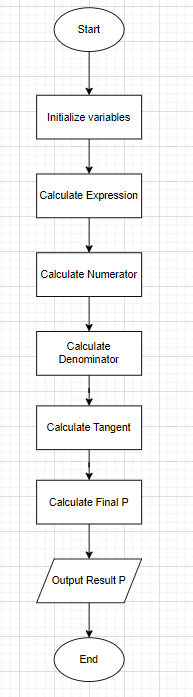 Start
Initialize variables
Calculate Expression
Calculate Numerator
Calculate
Denominator
Calculate Tangent
Calculate Final P
Output Result P
End